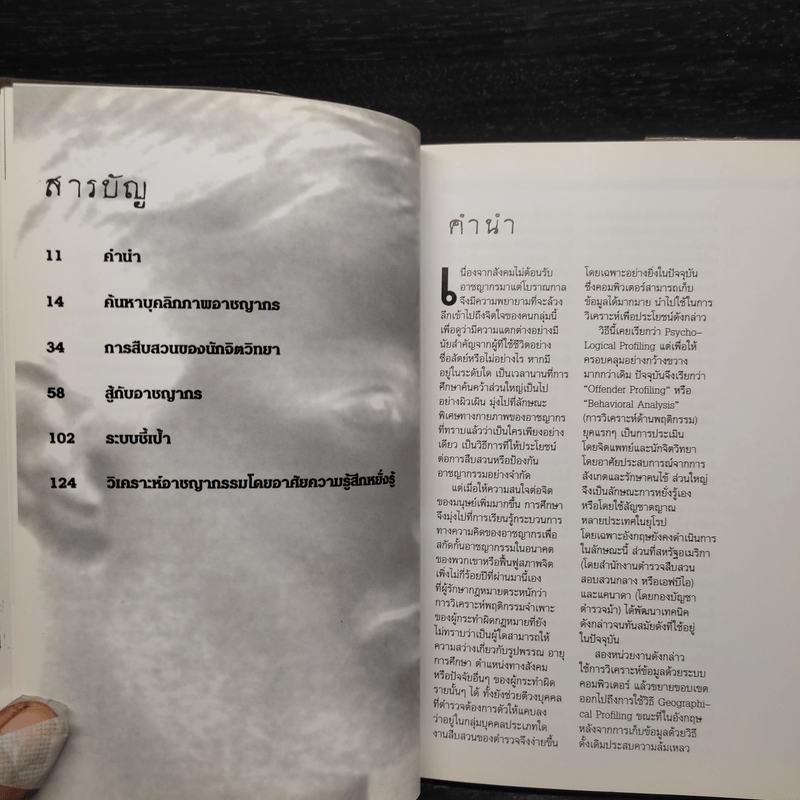 สารบัญ
11 คำนำ
14 ค้นหาบุคลิกภาพอาชญากร
34 การสืบสวนของนักจิตวิทยา
58 สู้กับอาชญากร
102 ระบบชี้เป้า
124 วิเคราะห์อาชญากรรมโดยอาศัยความรู้สึกหยั่งรู้
คำนำ
เนื่องจากสังคมไม่ต้อนรับ
อาชญากรมาแต่โบราณกาล
จึงมีความพยายามที่จะล้วง
ลึกเข้าไปถึงจิตใจของคนกลุ่มนี้
เพื่อดูว่ามีความแตกต่างอย่างมี
นัยสำคัญจากผู้ที่ใช้ชีวิตอย่าง
ซื่อสัตย์หรือไม่อย่างไร หากมี
อยู่ในระดับใด เป็นเวลานานที่การ
ศึกษาค้นคว้าส่วนใหญ่เป็นไป
อย่างผิวเผิน มุ่งไปที่ลักษณะ
พิเศษทางกายภาพของอาชญากร
ที่ทราบแล้วว่าเป็นใครเพียงอย่าง
เดียว เป็นวิธีการที่ให้ประโยชน์
ต่อการสืบสวนหรือป้องกัน
อาชญากรรมอย่างจำกัด
แต่เมื่อให้ความสนใจต่อจิต
ของมนุษย์เพิ่มมากขึ้น การศึกษา
จึงมุ่งไปที่การเรียนรู้กระบวนการ
ทางความคิดของอาชญากรเพื่อ
สกัดกั้นอาชญากรรมในอนาคต
ของพวกเขาหรือฟื้นฟูสภาพจิต
เพิ่งไม่กี่ร้อยปีที่ผ่านมานี้เอง
ที่ผู้รักษากฎหมายตระหนักว่า
การวิเคราะห์พฤติกรรมจำเพาะ
ของผู้กระทำผิดกฎหมายที่ยัง
ไม่ทราบว่าเป็นผู้ใดสามารถให้
ความสว่างเกี่ยวกับรูปพรรณ อายุ
การศึกษา ตำแหน่งทางสังคม
หรือปัจจัยอื่นๆ ของผู้กระทำผิด
รายนั้นๆ ได้ ทั้งยังช่วยตีวงบุคคล
ที่ตำรวจต้องการตัวให้แคบลง
ว่าอยู่ในกลุ่มบุคคลประเภทใด
งานสืบสวนของตำรวจจึงง่ายขึ้น
โดยเฉพาะอย่างยิ่งในปัจจุบัน
ซึ่งคอมพิวเตอร์สามารถเก็บ
ข้อมูลได้มากมาย นำไปใช้ในการ
วิเคราะห์เพื่อประโยชน์ดังกล่าว
วิธีนี้เคยเรียกว่า Psycho-
Logical Profiling แต่เพื่อให้
ครอบคลุมอย่างกว้างขวาง
มากกว่าเดิม ปัจจุบันจึงเรียกว่า
"Offender Profiling" หรือ
"Behavioral Analysis"
(การวิเคราะห์ด้านพฤติกรรม)
ยุคแรกๆ เป็นการประเมิน
โดยจิตแพทย์และนักจิตวิทยา
โดยอาศัยประสบการณ์จากการ
สังเกตและรักษาคนไข้ ส่วนใหญ่
จึงเป็นลักษณะการหยั่งรู้เอง
หรือโดยใช้สัญชาตญาณ
หลายประเทศในยุโรป
โดยเฉพาะอังกฤษยังคงดำเนินการ
ในลักษณะนี้ ส่วนที่สหรัฐอเมริกา
(โดยสำนักงานตำรวจสืบสวน
สอบสวนกลาง หรือเอฟบีไอ)
และแคนาดา (โดยกองบัญชา
ตำรวจม้า) ได้พัฒนาเทคนิค
ดังกล่าวจนทันสมัยดังที่ใช้อยู่
ในปัจจุบัน
สองหน่วยงานดังกล่าว
ใช้การวิเคราะห์ข้อมูลด้วยระบบ
คอมพิวเตอร์ แล้วขยายขอบเขต
ออกไปถึงการใช้วิธี Geographi-
cal Profiling ขณะที่ในอังกฤษ
หลังจากการเก็บข้อมูลด้วยวิธี
ดั้งเดิมประสบความล้มเหลว